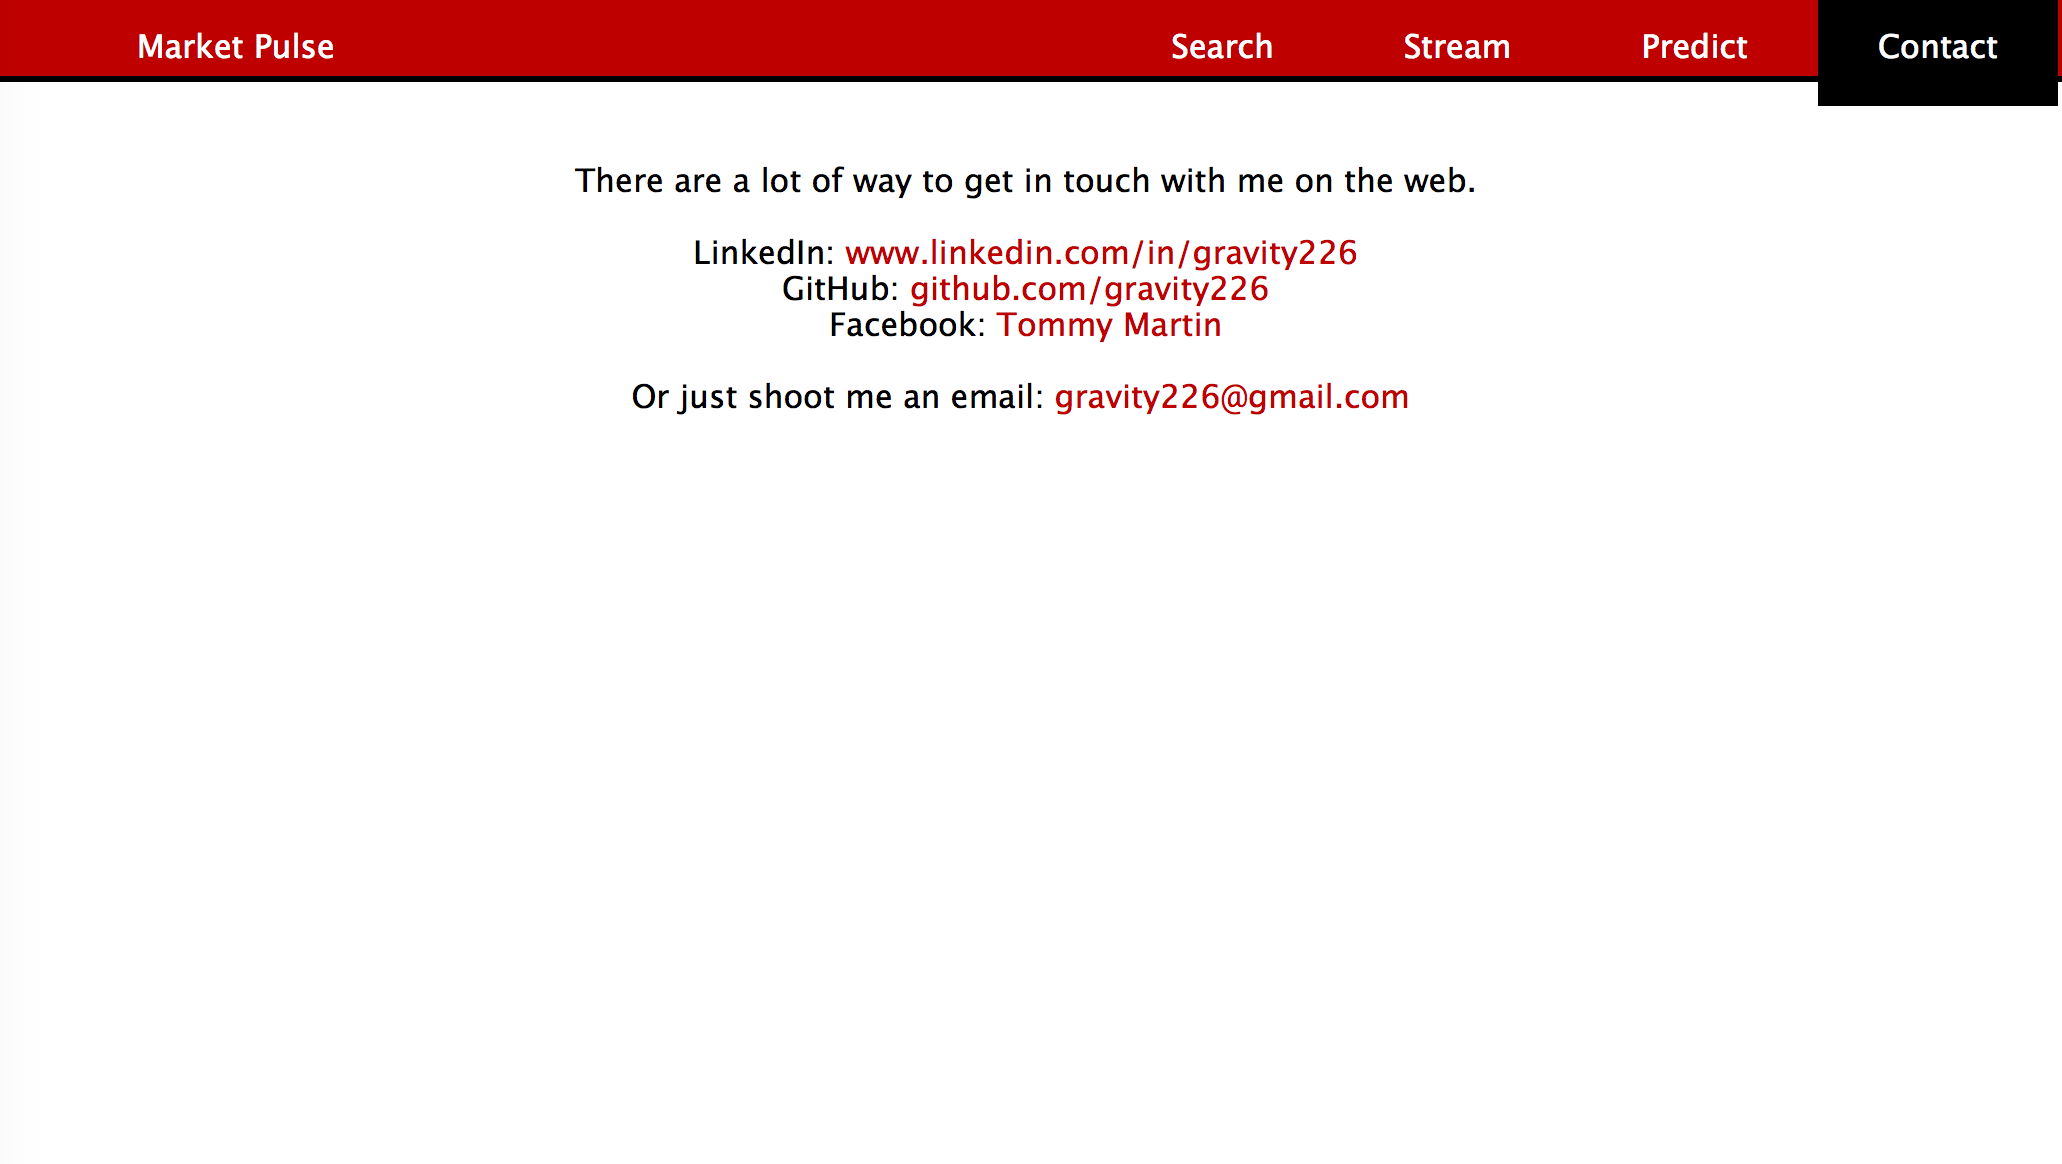 Market Pulse Search Stream Predict Contact
There are a lot of way to get in touch with me on the web.
LinkedIn: www.linkedin.com/in/gravity226
GitHub: github.com/gravity226
Facebook: Tommy Martin
Or just shoot me an email: gravity226@gmail.com